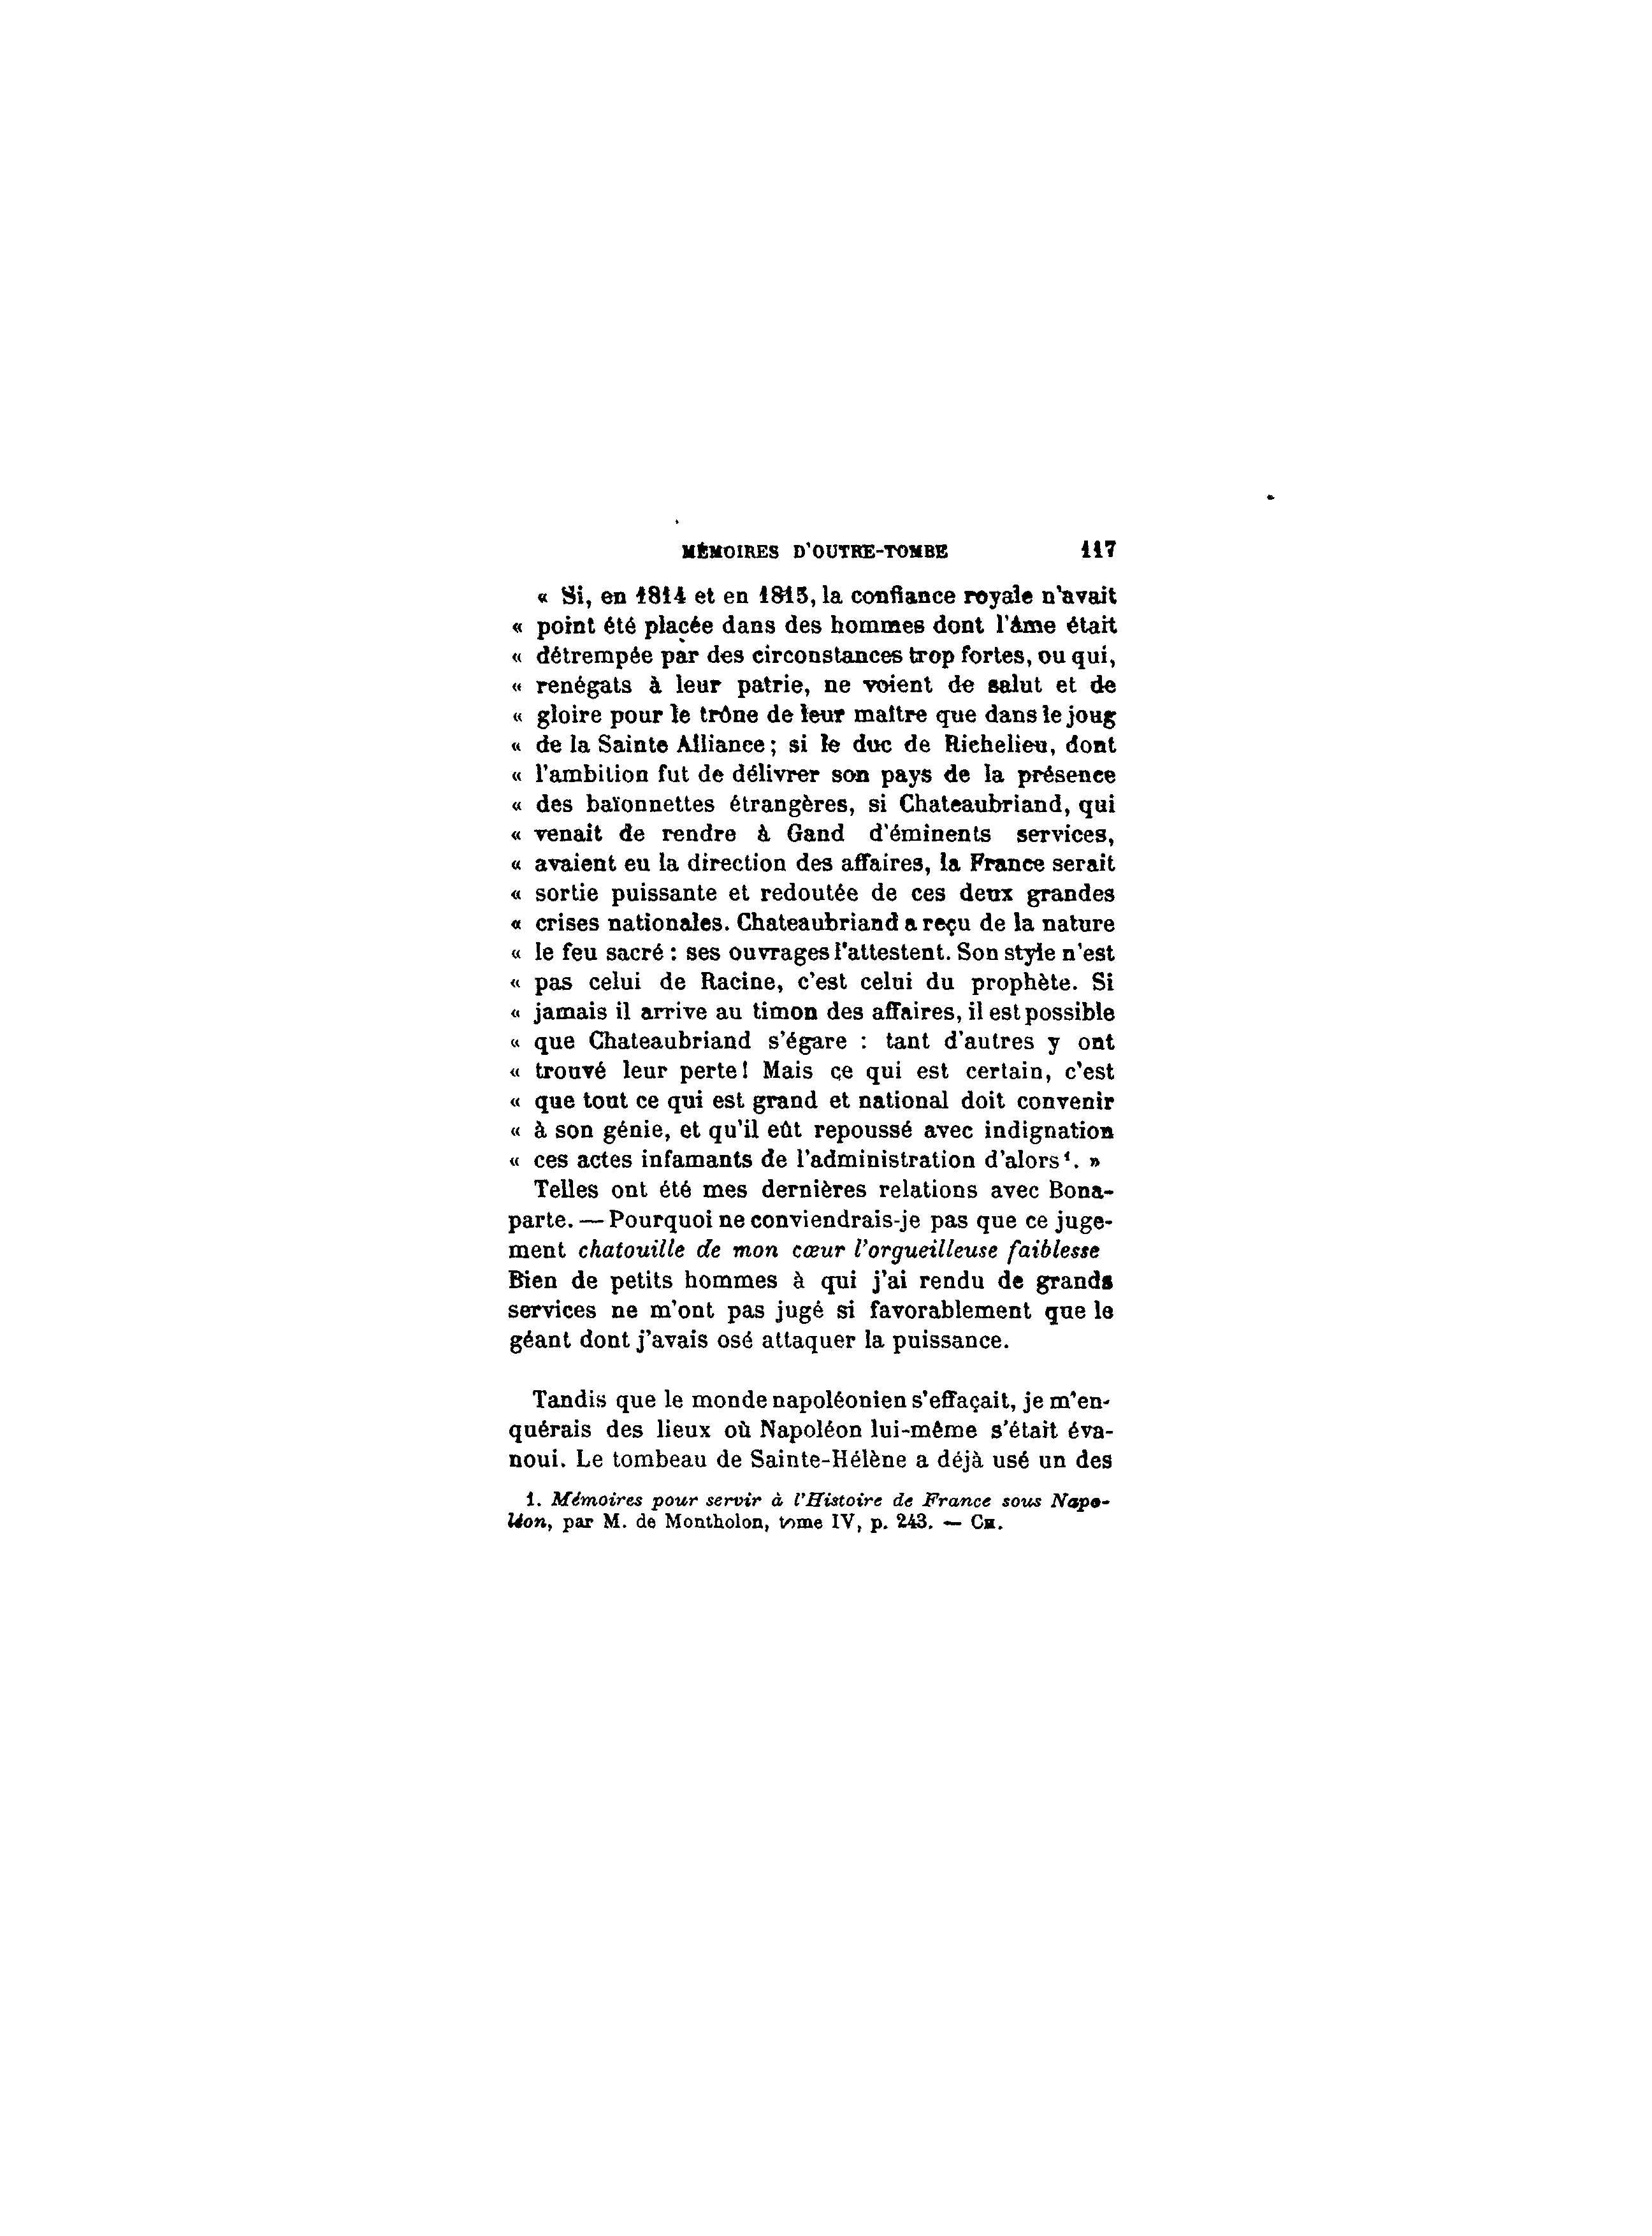 MÉMOIRES D'OUTRE-TOMBE 117
« Si, en 1814 et en 1815, la confiance royale n'avait
« point été placée dans des hommes dont l'âme était
« détrempée par des circonstances trop fortes, ou qui,
« renégats à leur patrie, ne voient de salut et de
« gloire pour le trône de leur maître que dans le joug
« de la Sainte Alliance; si le duc de Richelieu, dont
« l'ambition fut de délivrer son pays de la présence
« des baïonnettes étrangères, si Chateaubriand, qui
« venait de rendre à Gand d'éminents services,
« avaient eu la direction des affaires, la France serait
« sortie puissante et redoutée de ces deux grandes
« crises nationales. Chateaubriand a reçu de la nature
« le feu sacré : ses ouvrages l'attestent. Son style n'est
« pas celui de Racine, c'est celui du prophète. Si
« jamais il arrive au timon des affaires, il est possible
« que Chateaubriand s'égare : tant d'autres y ont
« trouvé leur perte! Mais ce qui est certain, c'est
« que tout ce qui est grand et national doit convenir
« à son génie, et qu'il eût repoussé avec indignation
« ces actes infamants de l'administration d'alors¹. »
Telles ont été mes dernières relations avec Bona-
parte. — Pourquoi ne conviendrais-je pas que ce juge-
ment chatouille de mon cœur l'orgueilleuse faiblesse
Bien de petits hommes à qui j'ai rendu de grands
services ne m'ont pas jugé si favorablement que le
géant dont j'avais osé attaquer la puissance.
Tandis que le monde napoléonien s'effaçait, je m'en-
quérais des lieux où Napoléon lui-même s'était éva-
noui. Le tombeau de Sainte-Hélène a déjà usé un des
1. Mémoires pour servir à l'Histoire de France sous Napo-
léon, par M. de Montholon, tome IV, p. 243. — CH.